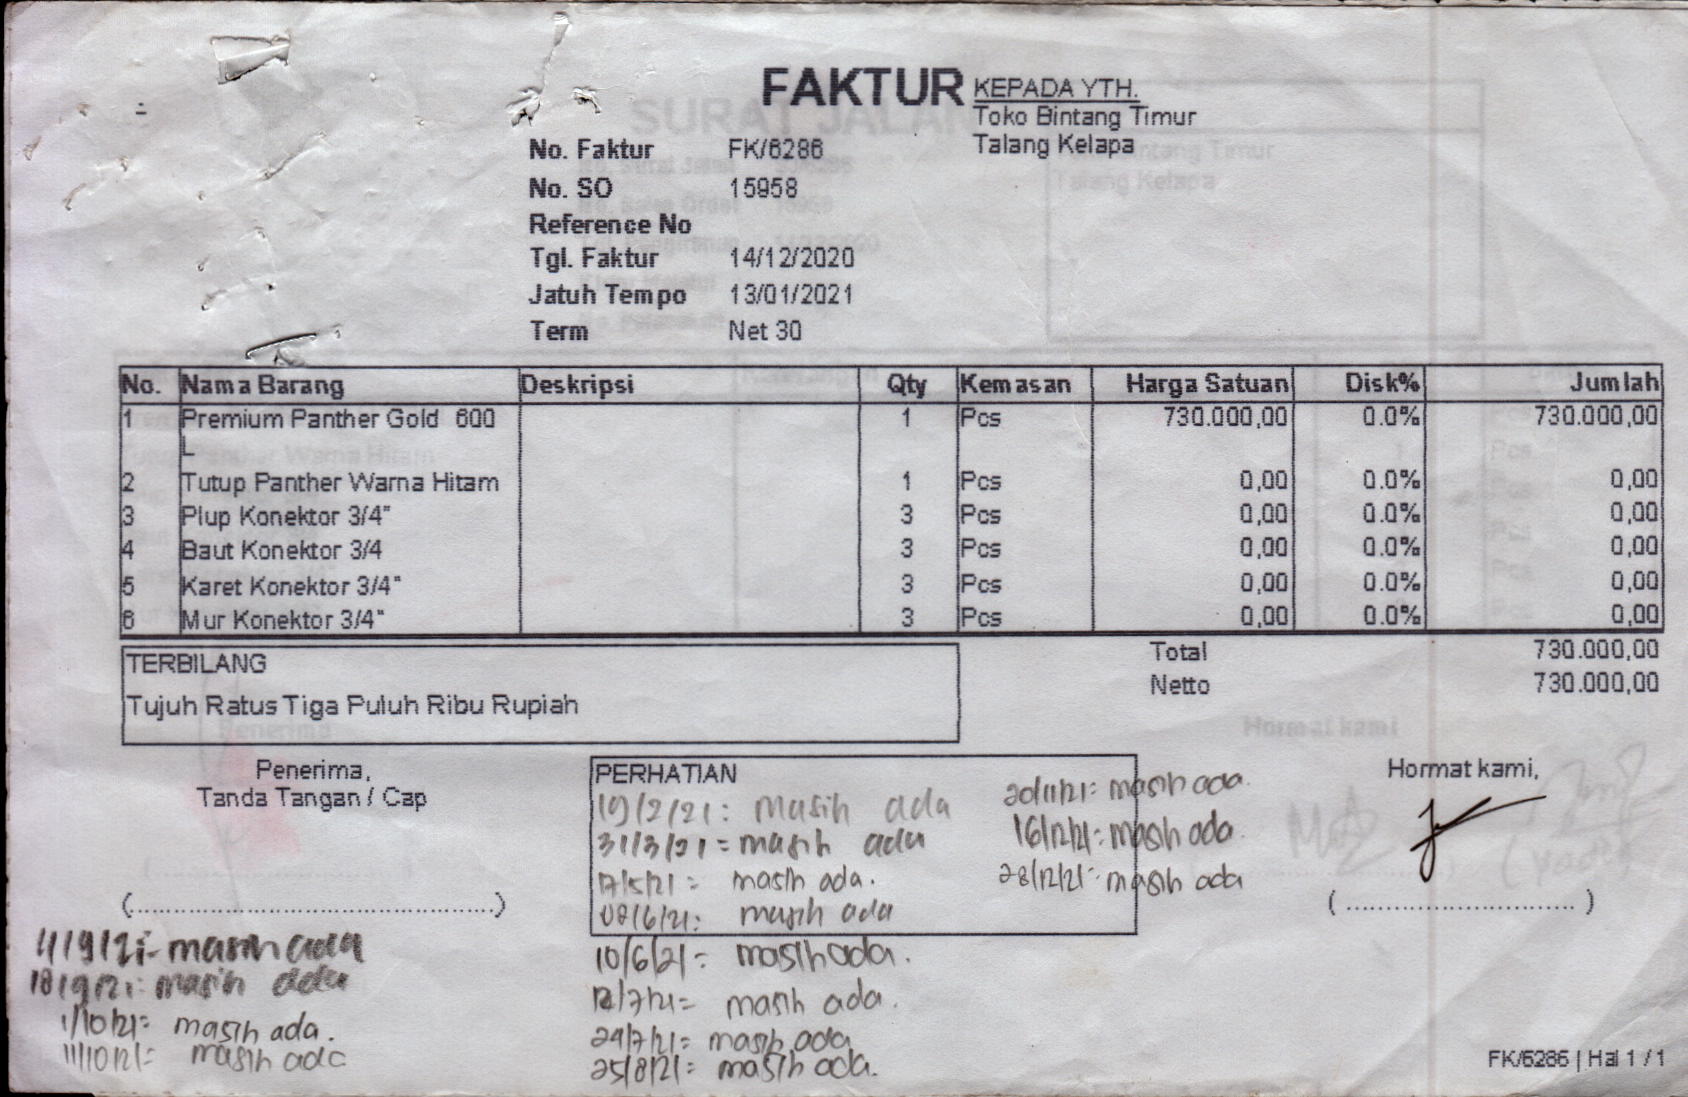 FAKTUR
KEPADA YTH.
Toko Bintang Timur
Talang Kelapa
No. Faktur FK/6286
No. SO 15958
Reference No
Tgl. Faktur 14/12/2020
Jatuh Tempo 13/01/2021
Term Net 30
No. Nama Barang Deskripsi Qty Kemasan Harga Satuan Disk% Jumlah
1 Premium Panther Gold 600 1 Pcs 730.000,00 0.0% 730.000,00
L
2 Tutup Panther Warna Hitam 1 Pcs 0,00 0.0% 0,00
3 Plup Konektor 3/4" 3 Pcs 0,00 0.0% 0,00
4 Baut Konektor 3/4 3 Pcs 0,00 0.0% 0,00
5 Karet Konektor 3/4" 3 Pcs 0,00 0.0% 0,00
6 Mur Konektor 3/4" 3 Pcs 0,00 0.0% 0,00
Total 730.000,00
Netto 730.000,00
TERBILANG
Tujuh Ratus Tiga Puluh Ribu Rupiah
Penerima,
Tanda Tangan / Cap
(..............................................)
PERHATIAN
19/2/21: masih ada
31/3/21 = masih ada
17/5/21 = masih ada.
08/6/21: masih ada
10/6/21 = masih ada.
12/7/21 = masih ada.
29/7/21 = masih ada
25/8/21 = masih ada.
20/11/21: masih ada.
16/12/21: masih ada.
28/12/21: masih ada
Hormat kami,
( ............................. )
4/9/21: masih ada
18/9/21: masih ada
1/10/21= masih ada.
11/10/21= masih ada
FK/6286 | Hal 1 / 1